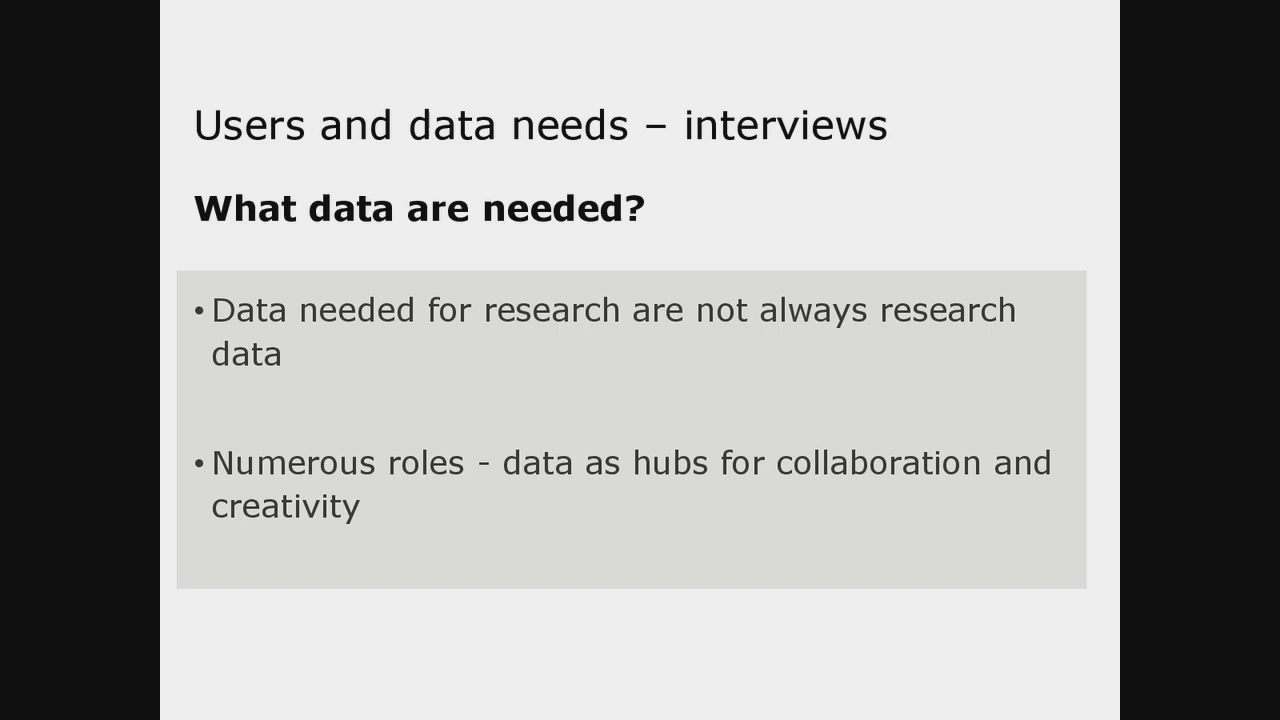 Users and data needs – interviews
What data are needed?
• Data needed for research are not always research
data
• Numerous roles - data as hubs for collaboration and
creativity